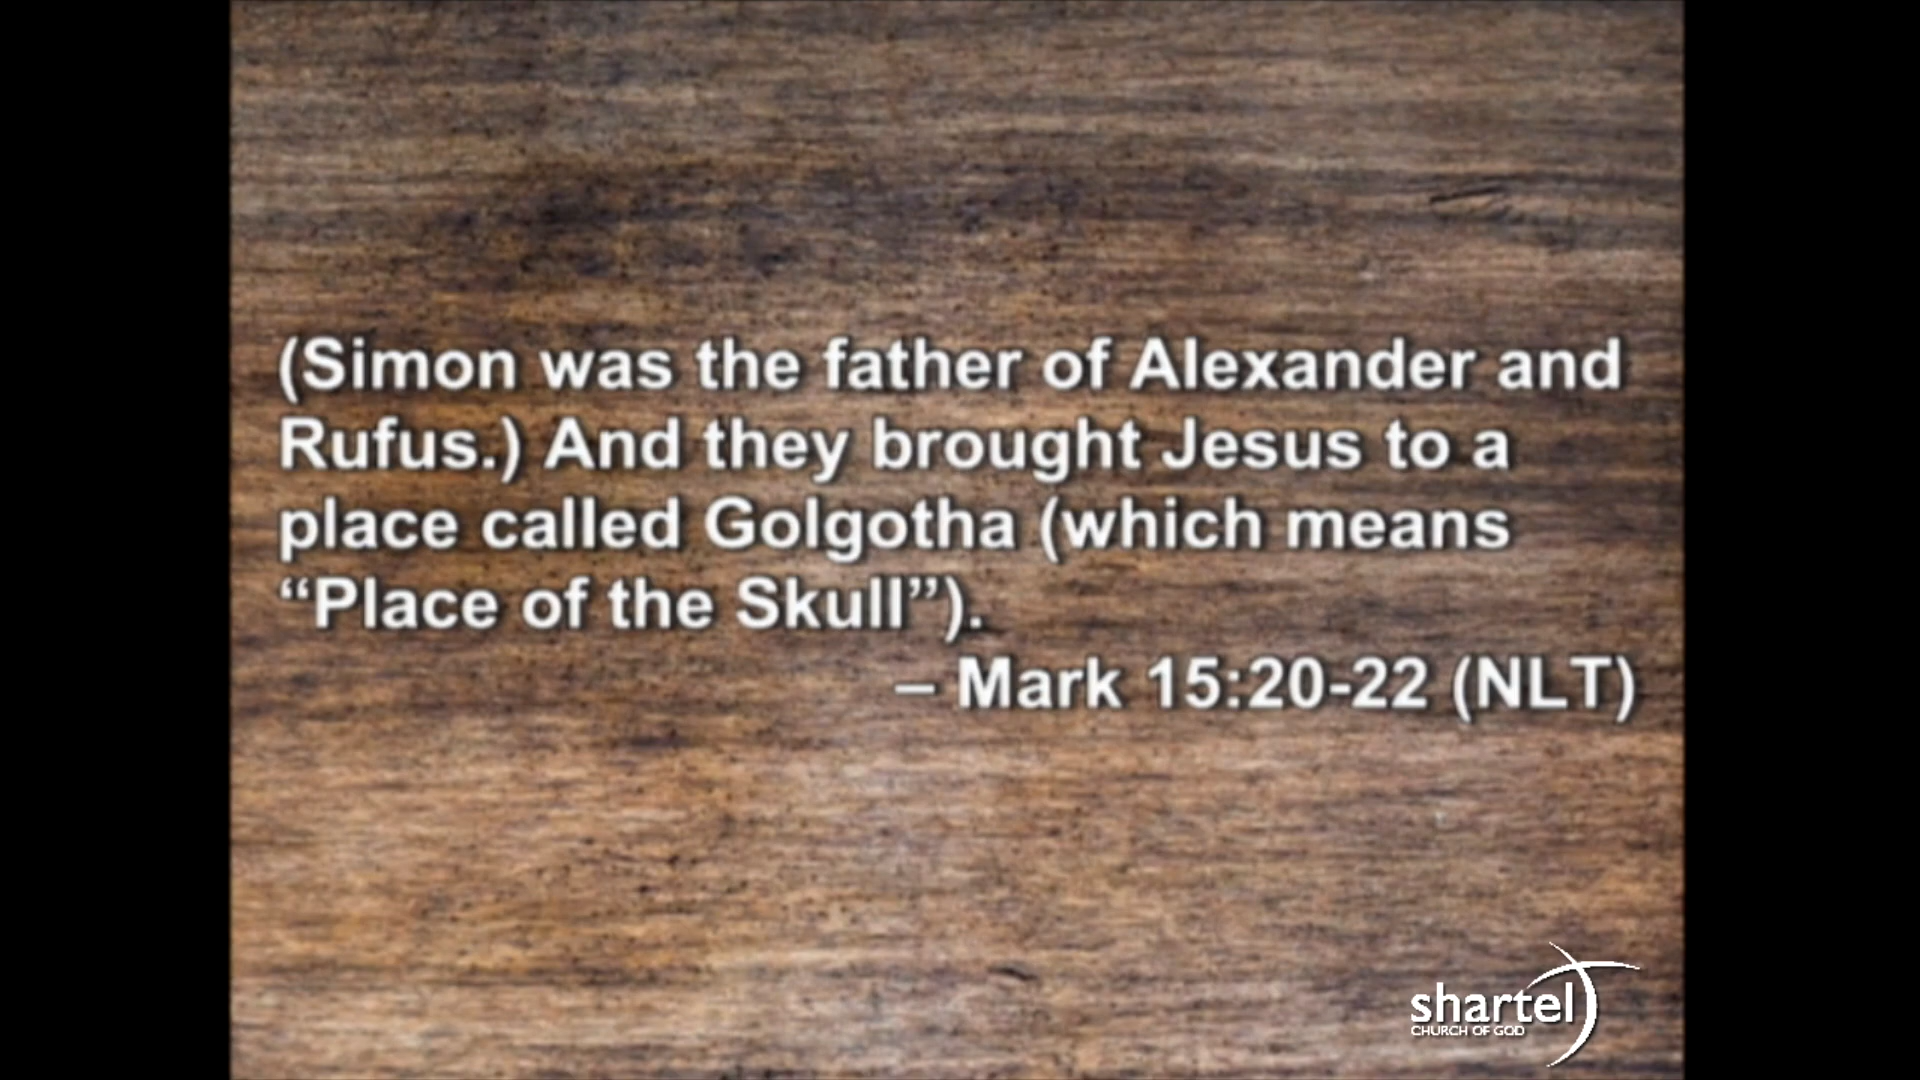 (Simon was the father of Alexander and
Rufus.) And they brought Jesus to a
place called Golgotha (which means
“Place of the Skull”).
– Mark 15:20-22 (NLT)
shartel
CHURCH OF GOD